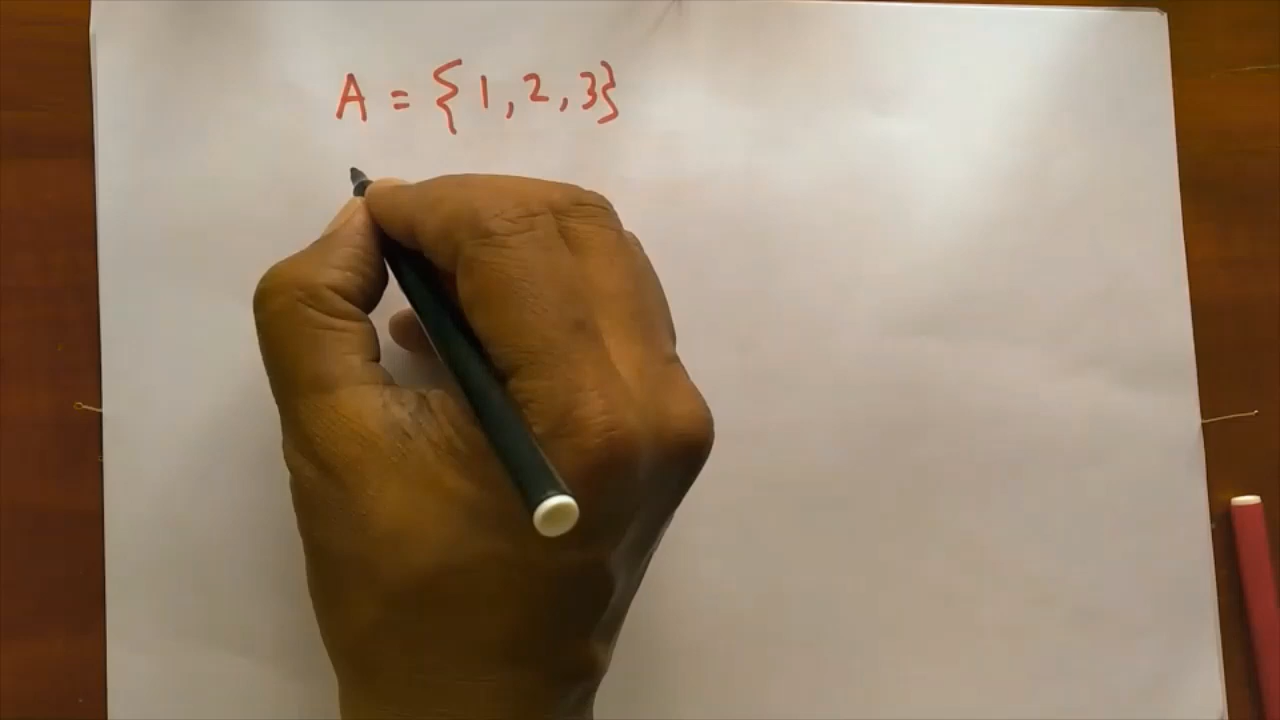 A = {1, 2, 3}